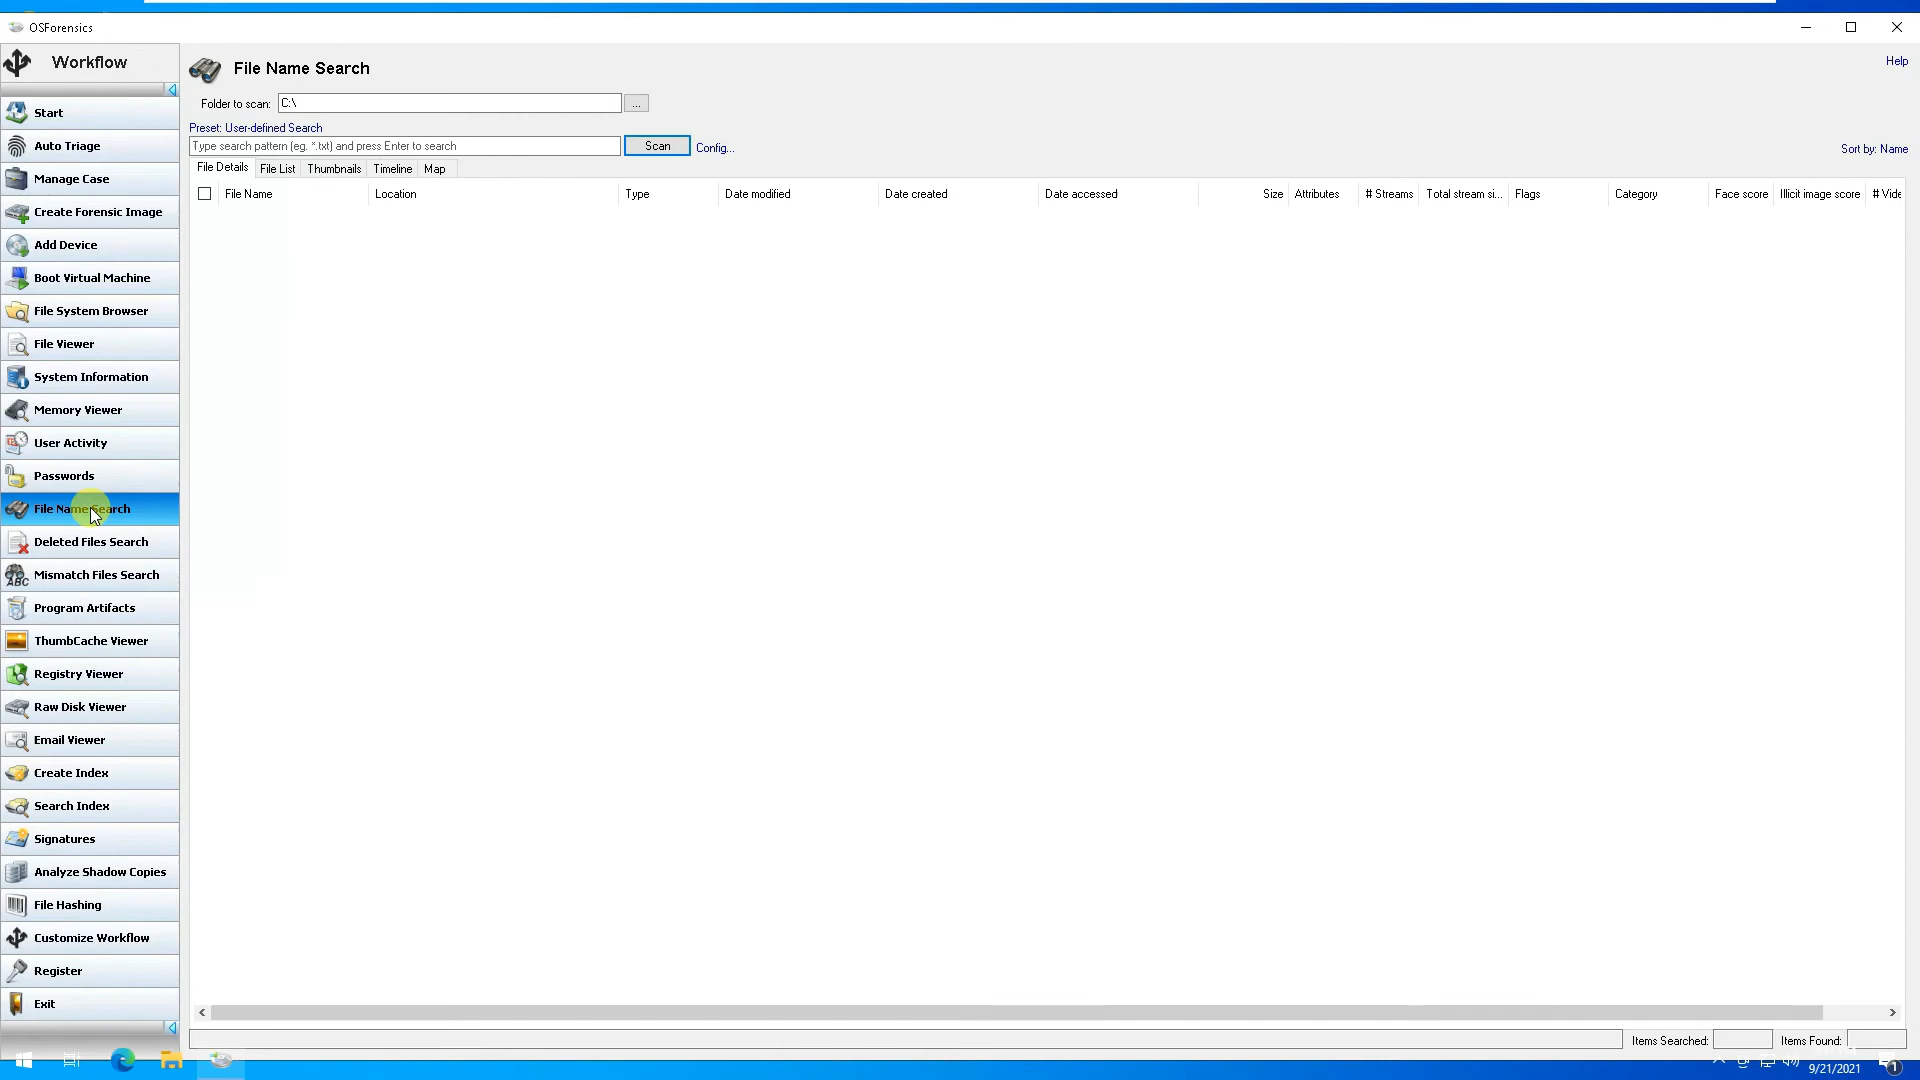 OSForensics
Workflow
Start
Auto Triage
Manage Case
Create Forensic Image
Add Device
Boot Virtual Machine
File System Browser
File Viewer
System Information
Memory Viewer
User Activity
Passwords
File Name Search
Deleted Files Search
Mismatch Files Search
Program Artifacts
ThumbCache Viewer
Registry Viewer
Raw Disk Viewer
Email Viewer
Create Index
Search Index
Signatures
Analyze Shadow Copies
File Hashing
Customize Workflow
Register
Exit
File Name Search
Help
Folder to scan: C:\ ...
Preset: User-defined Search
Type search pattern (eg. *.txt) and press Enter to search Scan Config...
Sort by: Name
File Details File List Thumbnails Timeline Map
File Name Location Type Date modified Date created Date accessed Size Attributes # Streams Total stream si... Flags Category Face score Illicit image score # Vide
Items Searched: Items Found:
9/21/2021 1